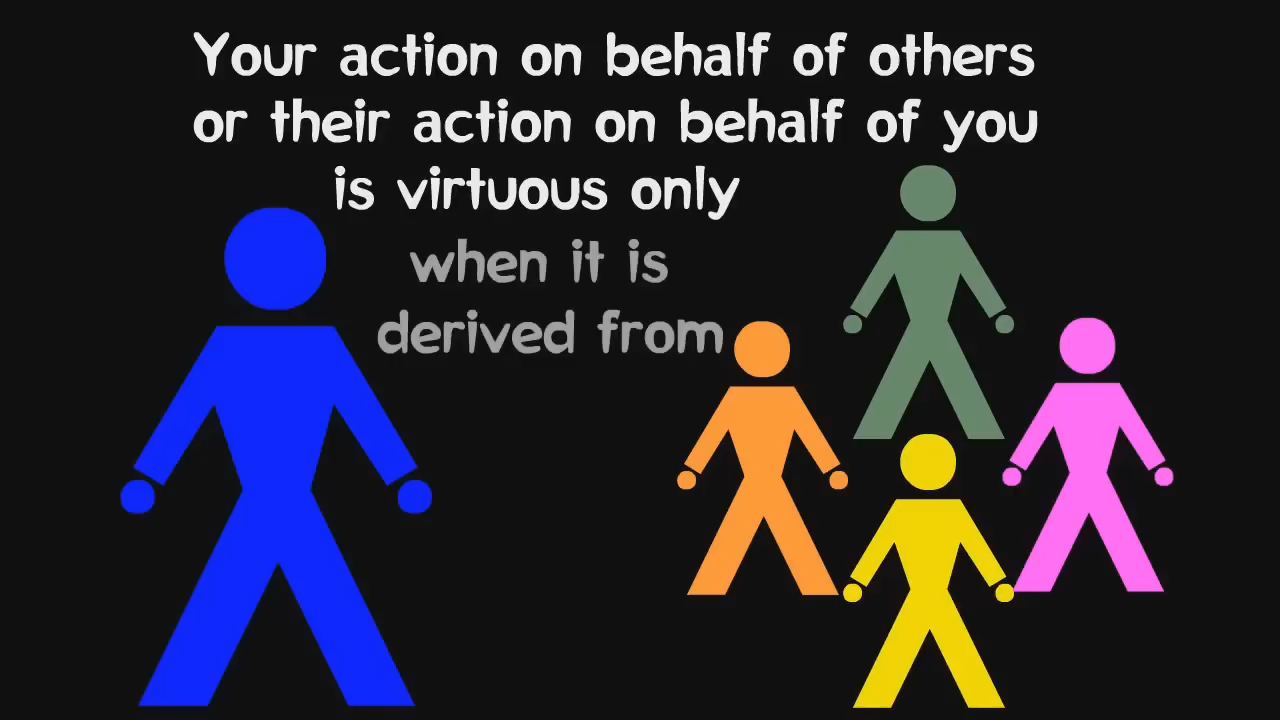 Your action on behalf of others
or their action on behalf of you
is virtuous only
when it is
derived from